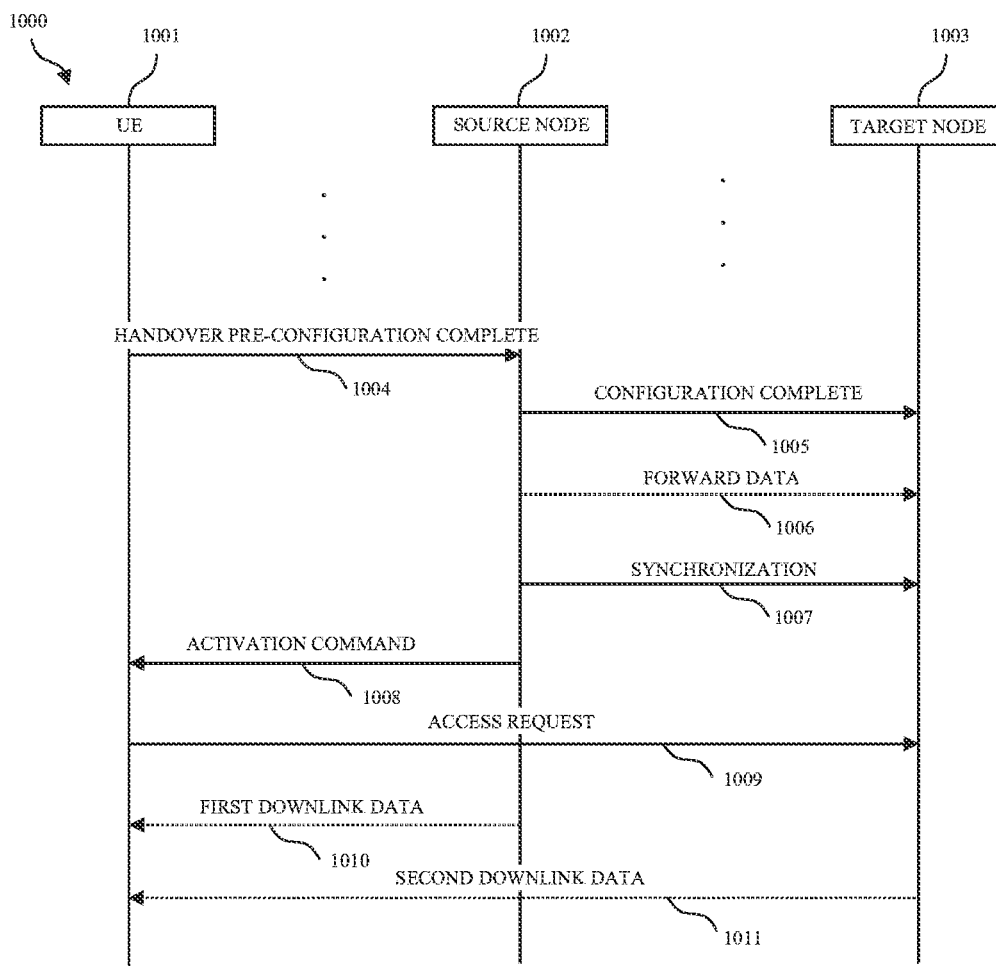 1000
1001
1002
1003
UE
SOURCE NODE
TARGET NODE
HANDOVER PRE-CONFIGURATION COMPLETE
1004
CONFIGURATION COMPLETE
1005
FORWARD DATA
1006
SYNCHRONIZATION
1007
ACTIVATION COMMAND
1008
ACCESS REQUEST
1009
FIRST DOWNLINK DATA
1010
SECOND DOWNLINK DATA
1011